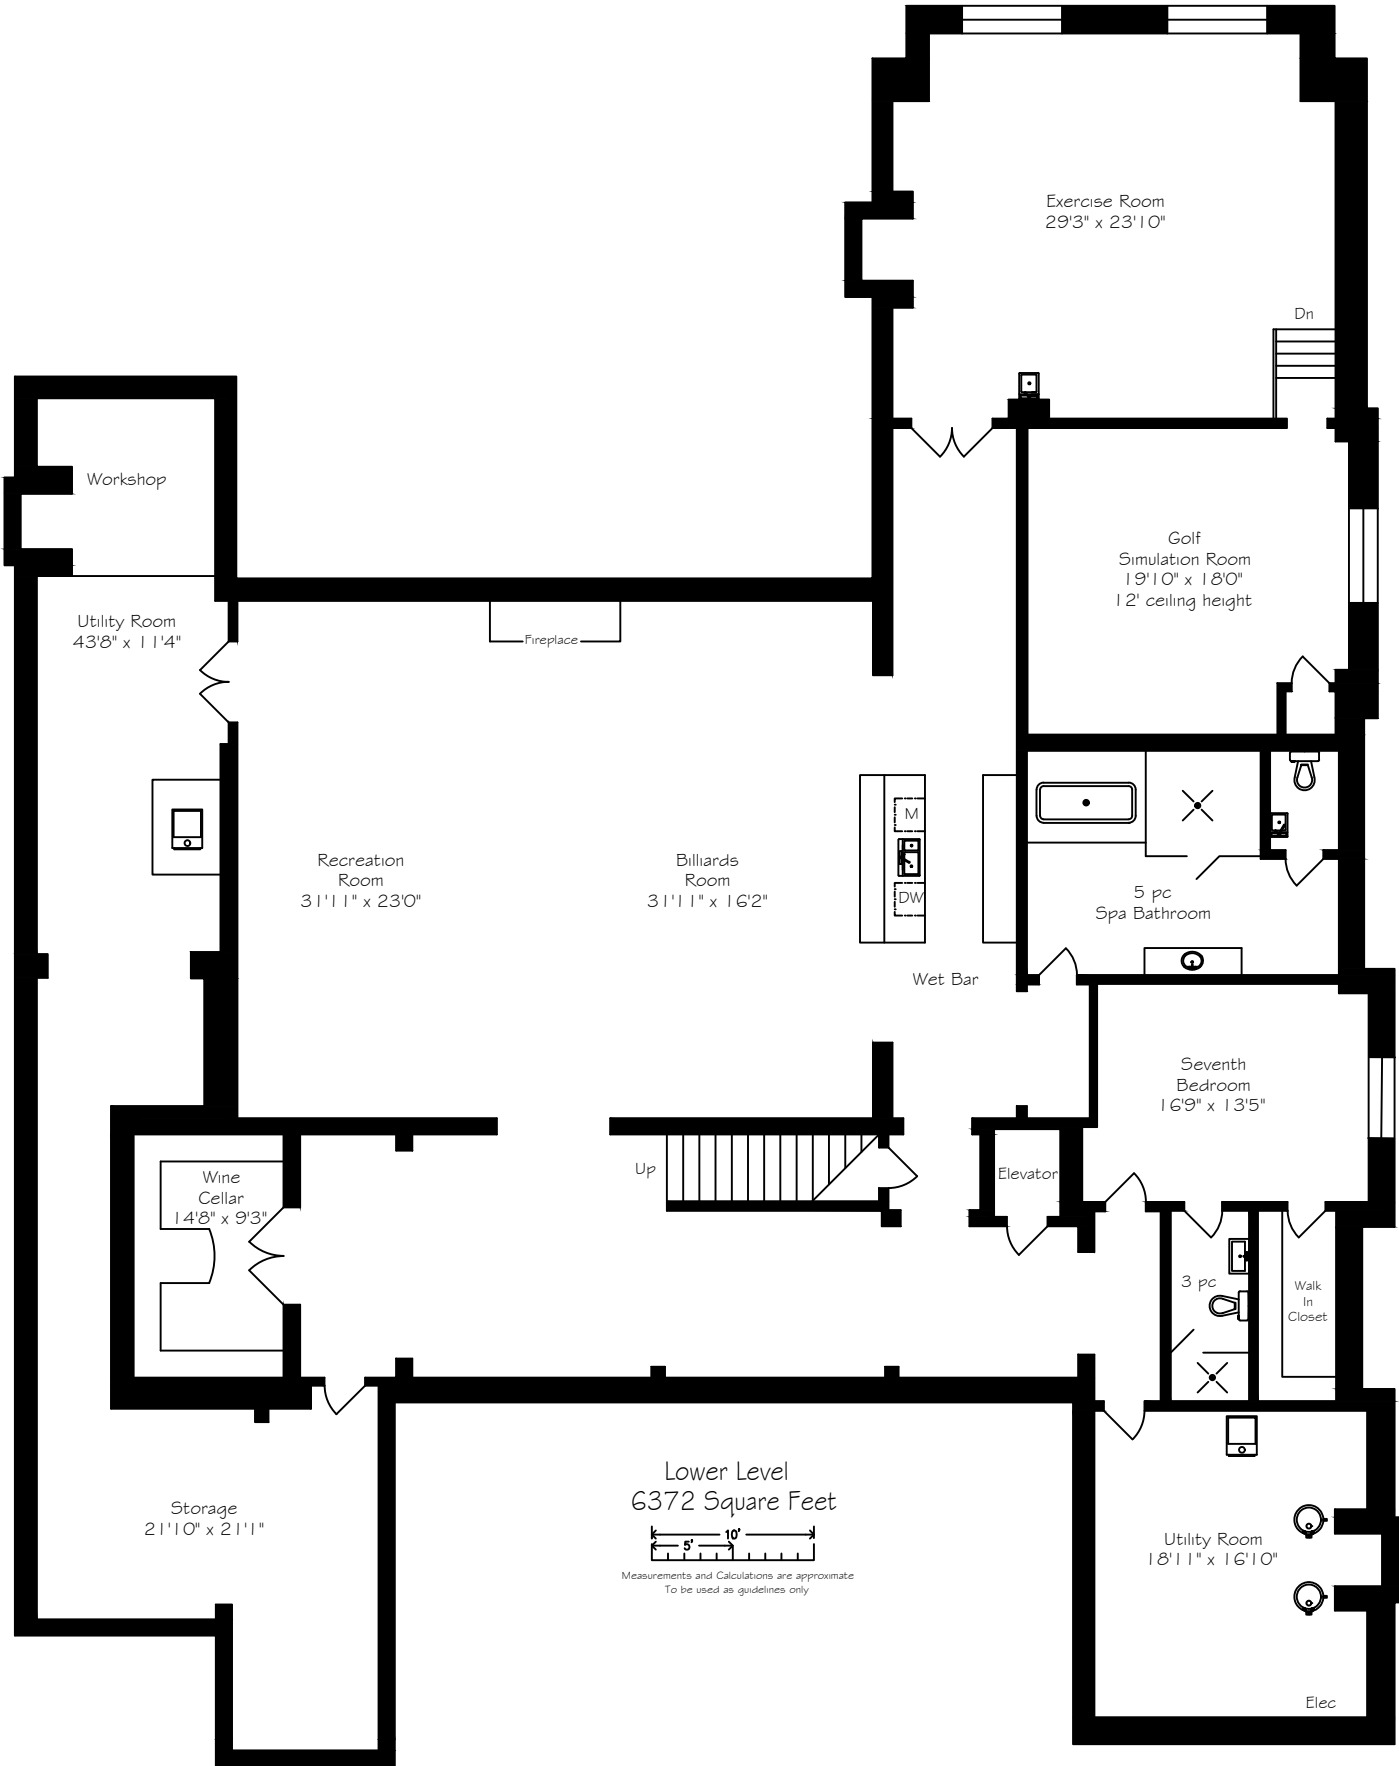 Exercise Room
29'3" x 23'10"
Dn
Workshop
Golf
Simulation Room
19'10" x 18'0"
12' ceiling height
Utility Room
43'8" x 11'4"
Fireplace
M
Recreation
Room
31'11" x 23'0"
Billiards
Room
31'11" x 16'2"
DW
5 pc
Spa Bathroom
Wet Bar
Seventh
Bedroom
16'9" x 13'5"
Up
Elevator
Wine
Cellar
14'8" x 9'3"
3 pc
Walk
In
Closet
Lower Level
6372 Square Feet
10'
5'
Measurements and Calculations are approximate
To be used as guidelines only
Storage
21'10" x 21'1"
Utility Room
18'11" x 16'10"
Elec